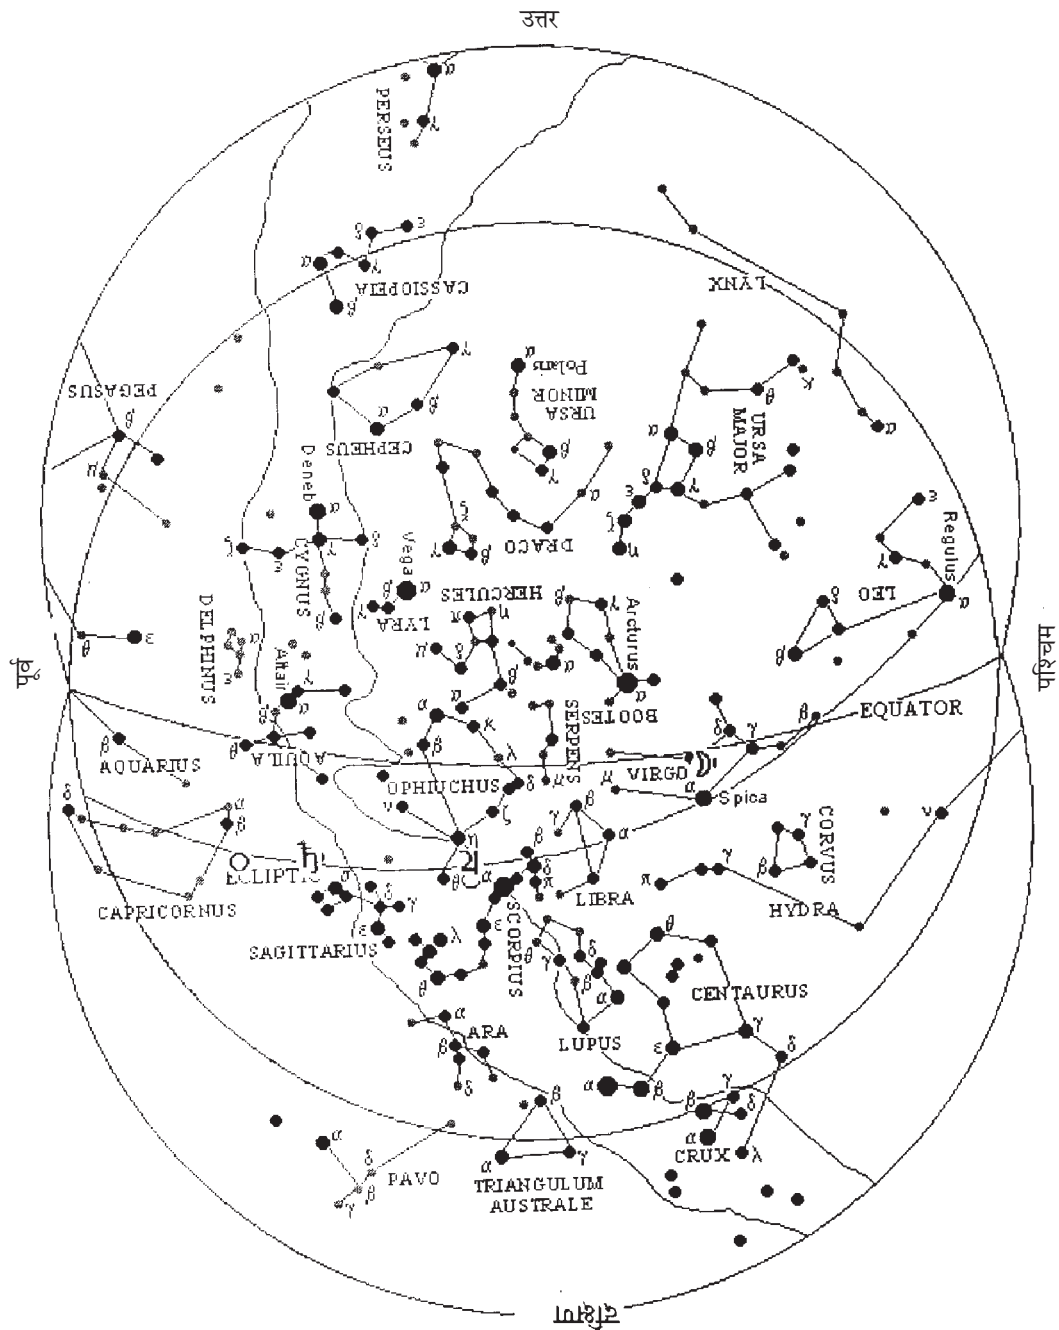 उत्तर
α
PERSEUS
γ
δ
ε
α
γ
CASSIOPEIA
β
LYNX
PEGASUS
β
μ
γ
α
β
CEPHEUS
α
Polaris
URSA
MINOR
β
γ
κ
θ
α
β
URSA
MAJOR
α
δ
γ
ε
ζ
η
Deneb
α
ζ
γ
δ
ε
CYGNUS
β
ξ
γ
β
α
DRACO
Vega
α
β
γ
LYRA
HERCULES
π
η
μ
δ
β
α
β
γ
α
Arcturus
α
BOOTES
ε
γ
Regulus
α
LEO
δ
β
पूर्व
पश्चिम
θ
ε
DELPHINUS
α
ε
Altair
γ
α
β
θ
AQUILA
α
β
κ
λ
OPHIUCHUS
δ
ζ
ν
η
θ
SERPENS
μ
β
EQUATOR
γ
δ
VIRGO
μ
α
Spica
β
AQUARIUS
δ
α
β
CAPRICORNUS
ECLIPTIC
γ
β
α
LIBRA
β
δ
π
α
SCORPIUS
ε
λ
θ
σ
δ
γ
ε
SAGITTARIUS
γ
β
CORVUS
ν
π
γ
HYDRA
θ
δ
γ
β
α
LUPUS
θ
CENTAURUS
γ
δ
ε
α
β
α
ARA
β
δ
γ
β
δ
α
CRUX
λ
β
α
γ
TRIANGULUM
AUSTRALE
α
δ
PAVO
β
γ
दक्षिण